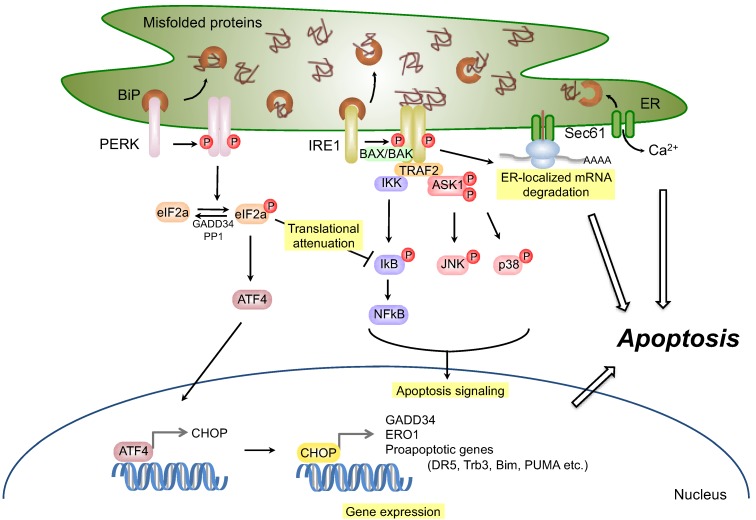 Misfolded proteins
BiP
ER
PERK
P
P
IRE1
P
P
BAX/BAK
TRAF2
IKK
ASK1
P
P
Sec61
Ca2+
AAAA
ER-localized mRNA
degradation
eIF2a
GADD34
PP1
eIF2a
P
Translational
attenuation
IkB
P
JNK
P
p38
P
ATF4
NFkB
Apoptosis
Apoptosis signaling
ATF4
CHOP
CHOP
GADD34
ERO1
Proapoptotic genes
(DR5, Trb3, Bim, PUMA etc.)
Gene expression
Nucleus